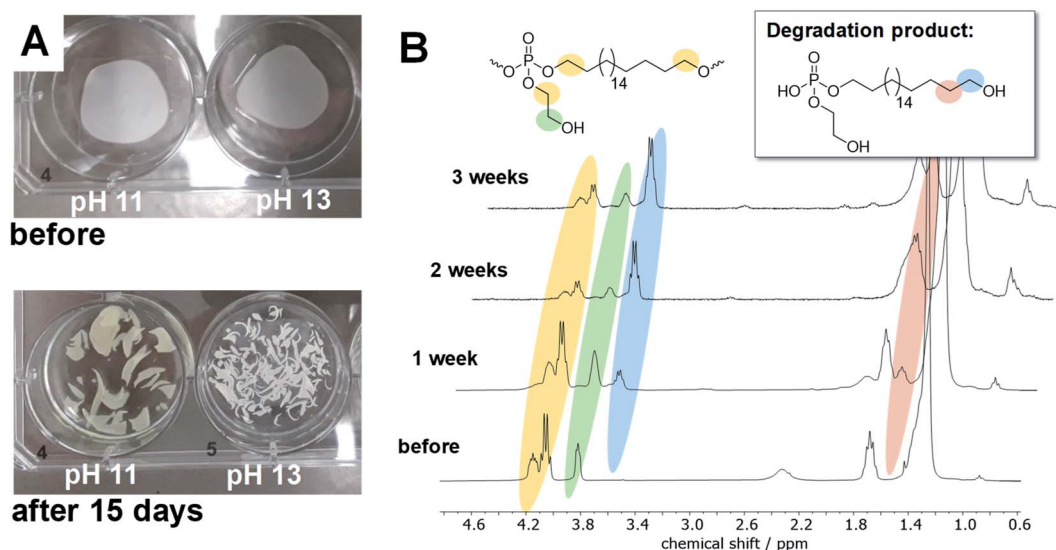 A
4
pH 11
pH 13
before
4
5
pH 11
pH 13
after 15 days
B
O
O
P
O
O
O
O
14
OH
Degradation product:
O
HO
P
O
O
14
OH
OH
3 weeks
2 weeks
1 week
before
4.6 4.2 3.8 3.4 3.0 2.6 2.2 1.8 1.4 1.0 0.6
chemical shift / ppm